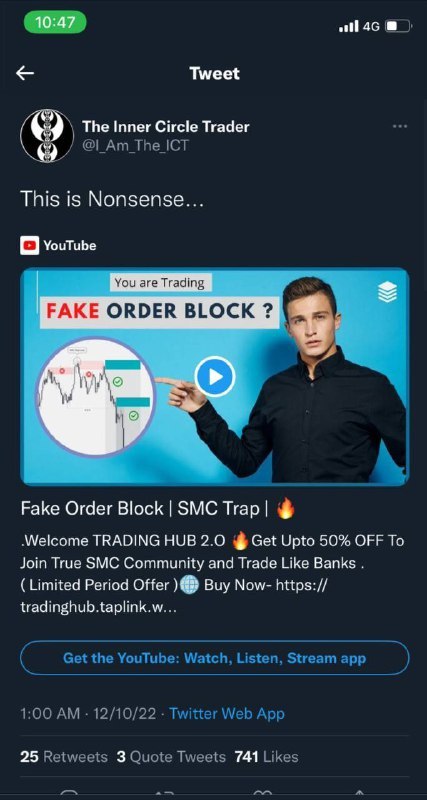 10:47
4G
Tweet
The Inner Circle Trader
@I_Am_The_ICT
This is Nonsense...
YouTube
You are Trading
FAKE ORDER BLOCK ?
Fake Order Block | SMC Trap | 🔥
.Welcome TRADING HUB 2.O 🔥Get Upto 50% OFF To
Join True SMC Community and Trade Like Banks .
( Limited Period Offer )🌐 Buy Now- https://
tradinghub.taplink.w...
Get the YouTube: Watch, Listen, Stream app
1:00 AM · 12/10/22 · Twitter Web App
25 Retweets 3 Quote Tweets 741 Likes